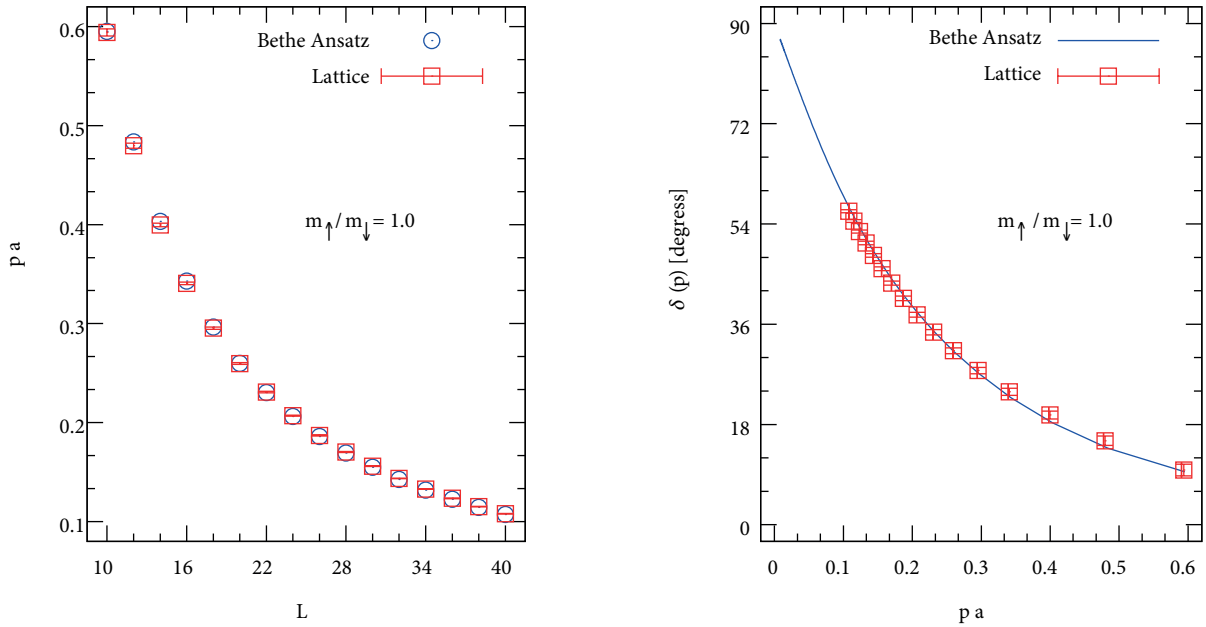 0.6
0.5
0.4
0.3
0.2
0.1
p a
Bethe Ansatz
Lattice
m↑ / m↓ = 1.0
10 16 22 28 34 40
L
90
72
54
36
18
0
δ (p) [degress]
Bethe Ansatz
Lattice
m↑ / m↓ = 1.0
0 0.1 0.2 0.3 0.4 0.5 0.6
p a